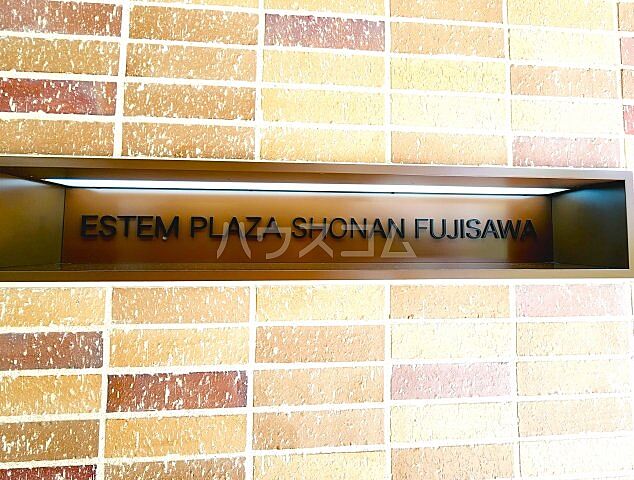 ESTEM PLAZA SHONAN FUJISAWA
ハウスコム